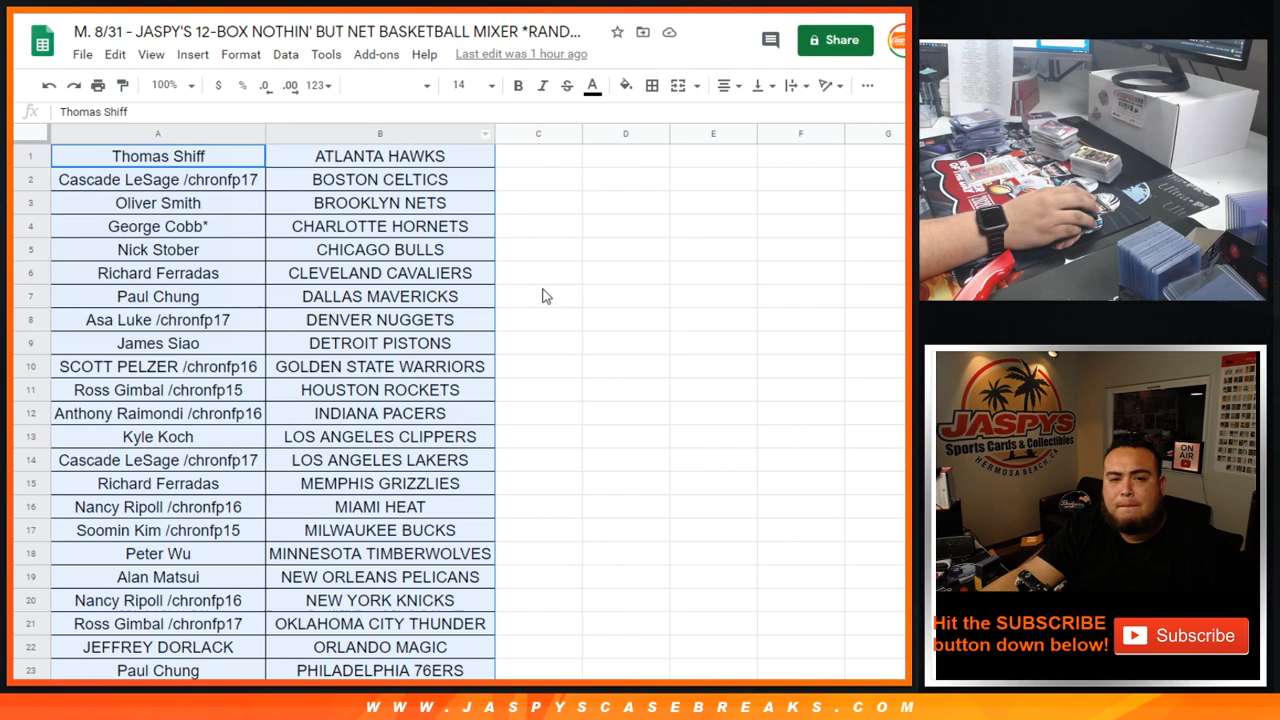 M. 8/31 - JASPY'S 12-BOX NOTHIN' BUT NET BASKETBALL MIXER *RAND...
File Edit View Insert Format Data Tools Add-ons Help Last edit was 1 hour ago
Share
100% $ % .0 .00 123 14 B I S A
fx Thomas Shiff
A B C D E F G
1 Thomas Shiff ATLANTA HAWKS
2 Cascade LeSage /chronfp17 BOSTON CELTICS
3 Oliver Smith BROOKLYN NETS
4 George Cobb* CHARLOTTE HORNETS
5 Nick Stober CHICAGO BULLS
6 Richard Ferradas CLEVELAND CAVALIERS
7 Paul Chung DALLAS MAVERICKS
8 Asa Luke /chronfp17 DENVER NUGGETS
9 James Siao DETROIT PISTONS
10 SCOTT PELZER /chronfp16 GOLDEN STATE WARRIORS
11 Ross Gimbal /chronfp15 HOUSTON ROCKETS
12 Anthony Raimondi /chronfp16 INDIANA PACERS
13 Kyle Koch LOS ANGELES CLIPPERS
14 Cascade LeSage /chronfp17 LOS ANGELES LAKERS
15 Richard Ferradas MEMPHIS GRIZZLIES
16 Nancy Ripoll /chronfp16 MIAMI HEAT
17 Soomin Kim /chronfp15 MILWAUKEE BUCKS
18 Peter Wu MINNESOTA TIMBERWOLVES
19 Alan Matsui NEW ORLEANS PELICANS
20 Nancy Ripoll /chronfp16 NEW YORK KNICKS
21 Ross Gimbal /chronfp17 OKLAHOMA CITY THUNDER
22 JEFFREY DORLACK ORLANDO MAGIC
23 Paul Chung PHILADELPHIA 76ERS
JASPYS
Sports Cards & Collectibles
HERMOSA BEACH, CA
ON AIR
Hit the SUBSCRIBE
button down below!
Subscribe
WWW.JASPYSCASEBREAKS.COM